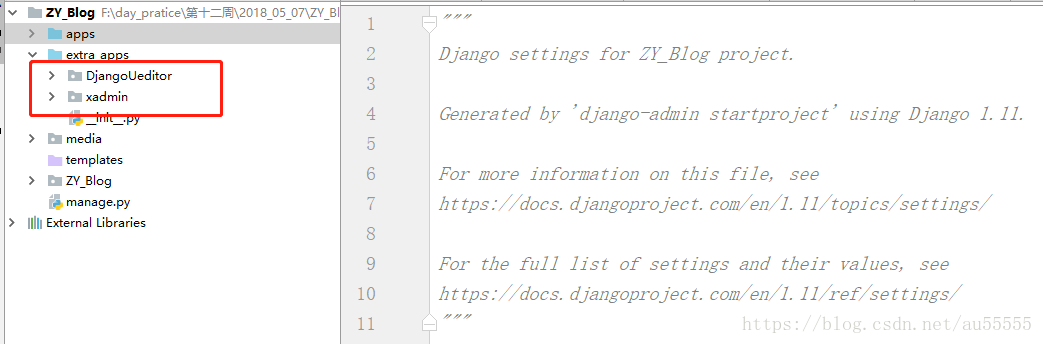 ZY_Blog F:\day_pratice\第十二周\2018_05_07\ZY_Bl
apps
extra_apps
DjangoUeditor
xadmin
__init__.py
media
templates
ZY_Blog
manage.py
External Libraries
1 """
2 Django settings for ZY_Blog project.
3
4 Generated by 'django-admin startproject' using Django 1.11.
5
6 For more information on this file, see
7 https://docs.djangoproject.com/en/1.11/topics/settings/
8
9 For the full list of settings and their values, see
10 https://docs.djangoproject.com/en/1.11/ref/settings/
11 """
https://blog.csdn.net/au55555